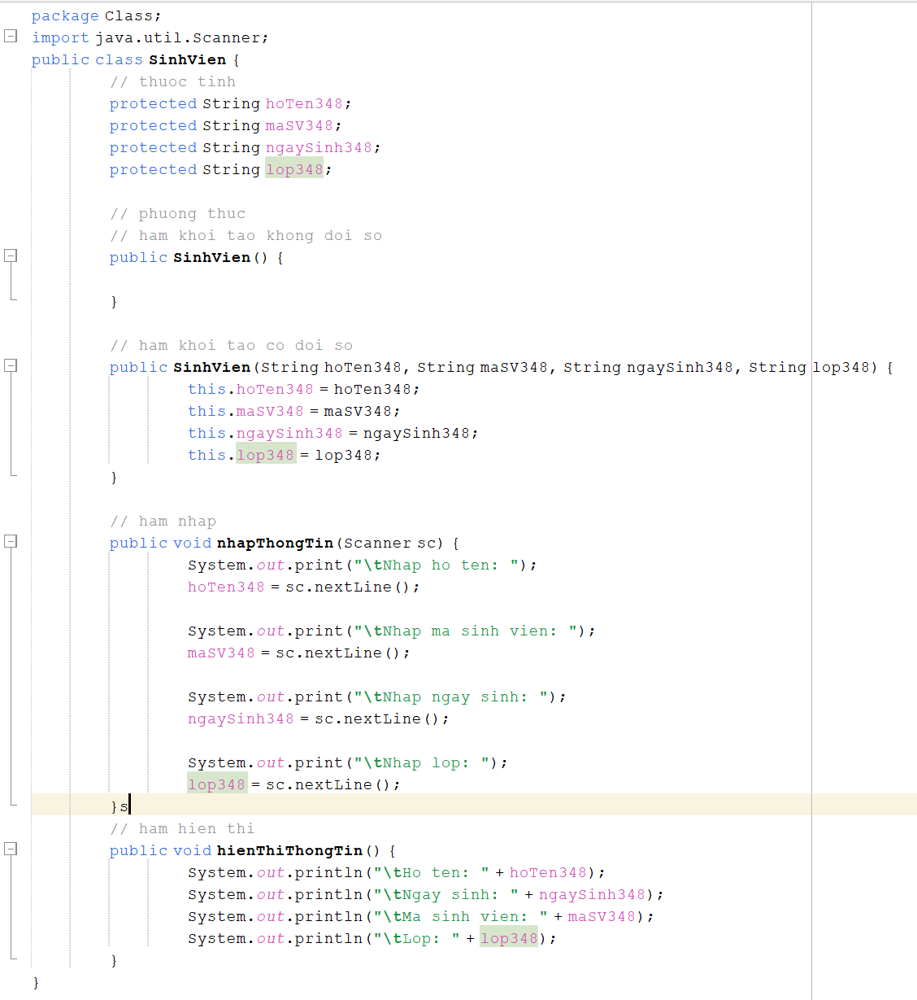 package Class;
import java.util.Scanner;
public class SinhVien {
// thuoc tinh
protected String hoTen348;
protected String maSV348;
protected String ngaySinh348;
protected String lop348;
// phuong thuc
// ham khoi tao khong doi so
public SinhVien() {
}
// ham khoi tao co doi so
public SinhVien(String hoTen348, String maSV348, String ngaySinh348, String lop348) {
this.hoTen348 = hoTen348;
this.maSV348 = maSV348;
this.ngaySinh348 = ngaySinh348;
this.lop348 = lop348;
}
// ham nhap
public void nhapThongTin(Scanner sc) {
System.out.print("\tNhap ho ten: ");
hoTen348 = sc.nextLine();
System.out.print("\tNhap ma sinh vien: ");
maSV348 = sc.nextLine();
System.out.print("\tNhap ngay sinh: ");
ngaySinh348 = sc.nextLine();
System.out.print("\tNhap lop: ");
lop348 = sc.nextLine();
}s
// ham hien thi
public void hienThiThongTin() {
System.out.println("\tHo ten: " + hoTen348);
System.out.println("\tNgay sinh: " + ngaySinh348);
System.out.println("\tMa sinh vien: " + maSV348);
System.out.println("\tLop: " + lop348);
}
}